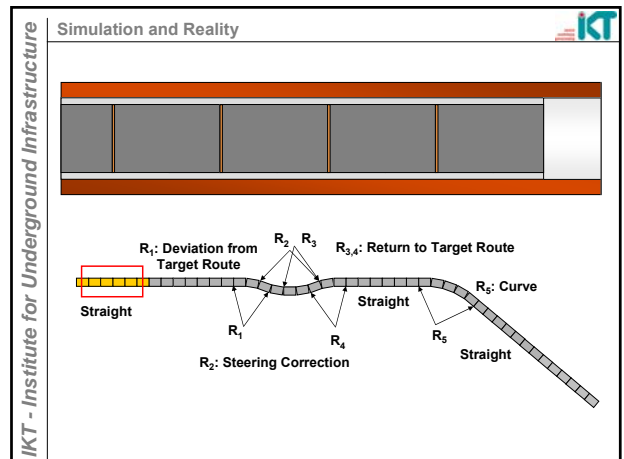 Simulation and Reality
iKT
IKT - Institute for Underground Infrastructure
R1: Deviation from
Target Route
R2
R3
R3,4: Return to Target Route
Straight
Straight
R5: Curve
R1
R4
R5
Straight
R2: Steering Correction